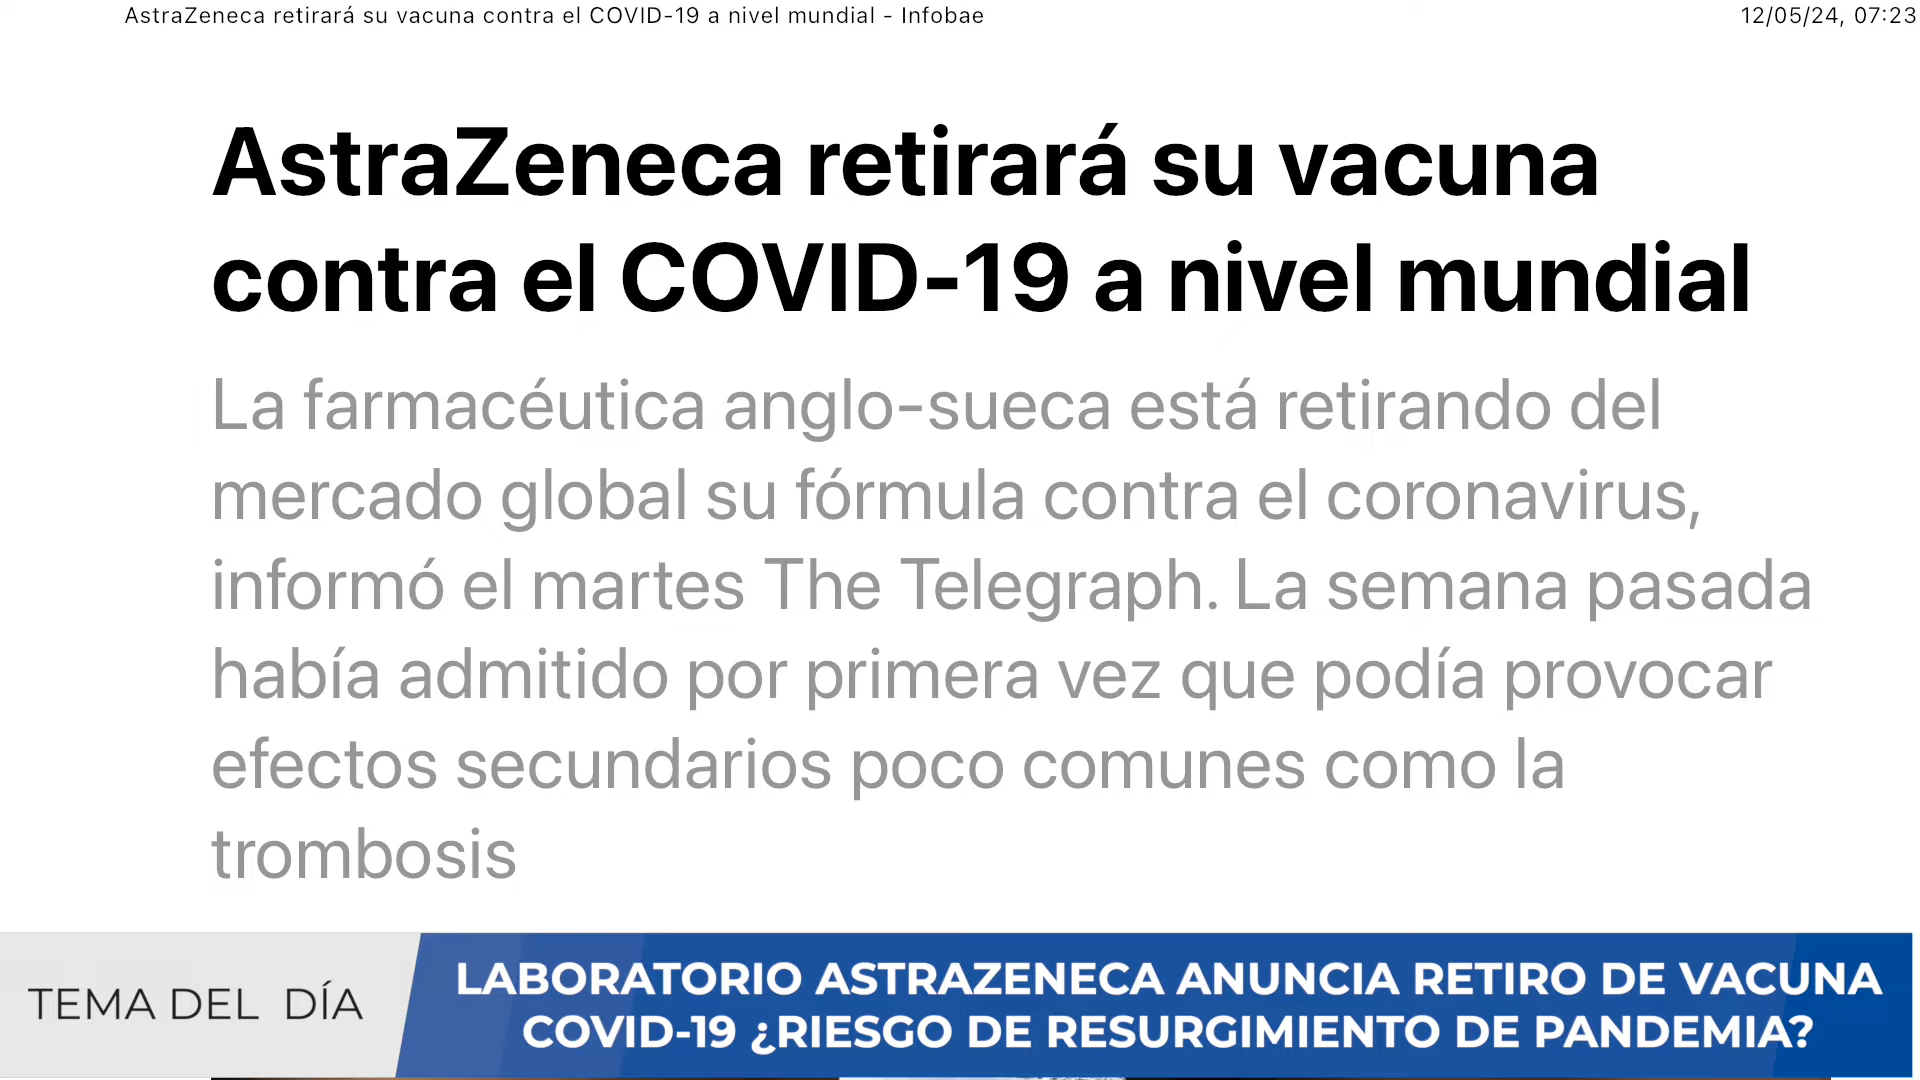 AstraZeneca retirará su vacuna contra el COVID-19 a nivel mundial - Infobae
12/05/24, 07:23
AstraZeneca retirará su vacuna
contra el COVID-19 a nivel mundial
La farmacéutica anglo-sueca está retirando del
mercado global su fórmula contra el coronavirus,
informó el martes The Telegraph. La semana pasada
había admitido por primera vez que podía provocar
efectos secundarios poco comunes como la
trombosis
TEMA DEL DÍA
LABORATORIO ASTRAZENECA ANUNCIA RETIRO DE VACUNA
COVID-19 ¿RIESGO DE RESURGIMIENTO DE PANDEMIA?